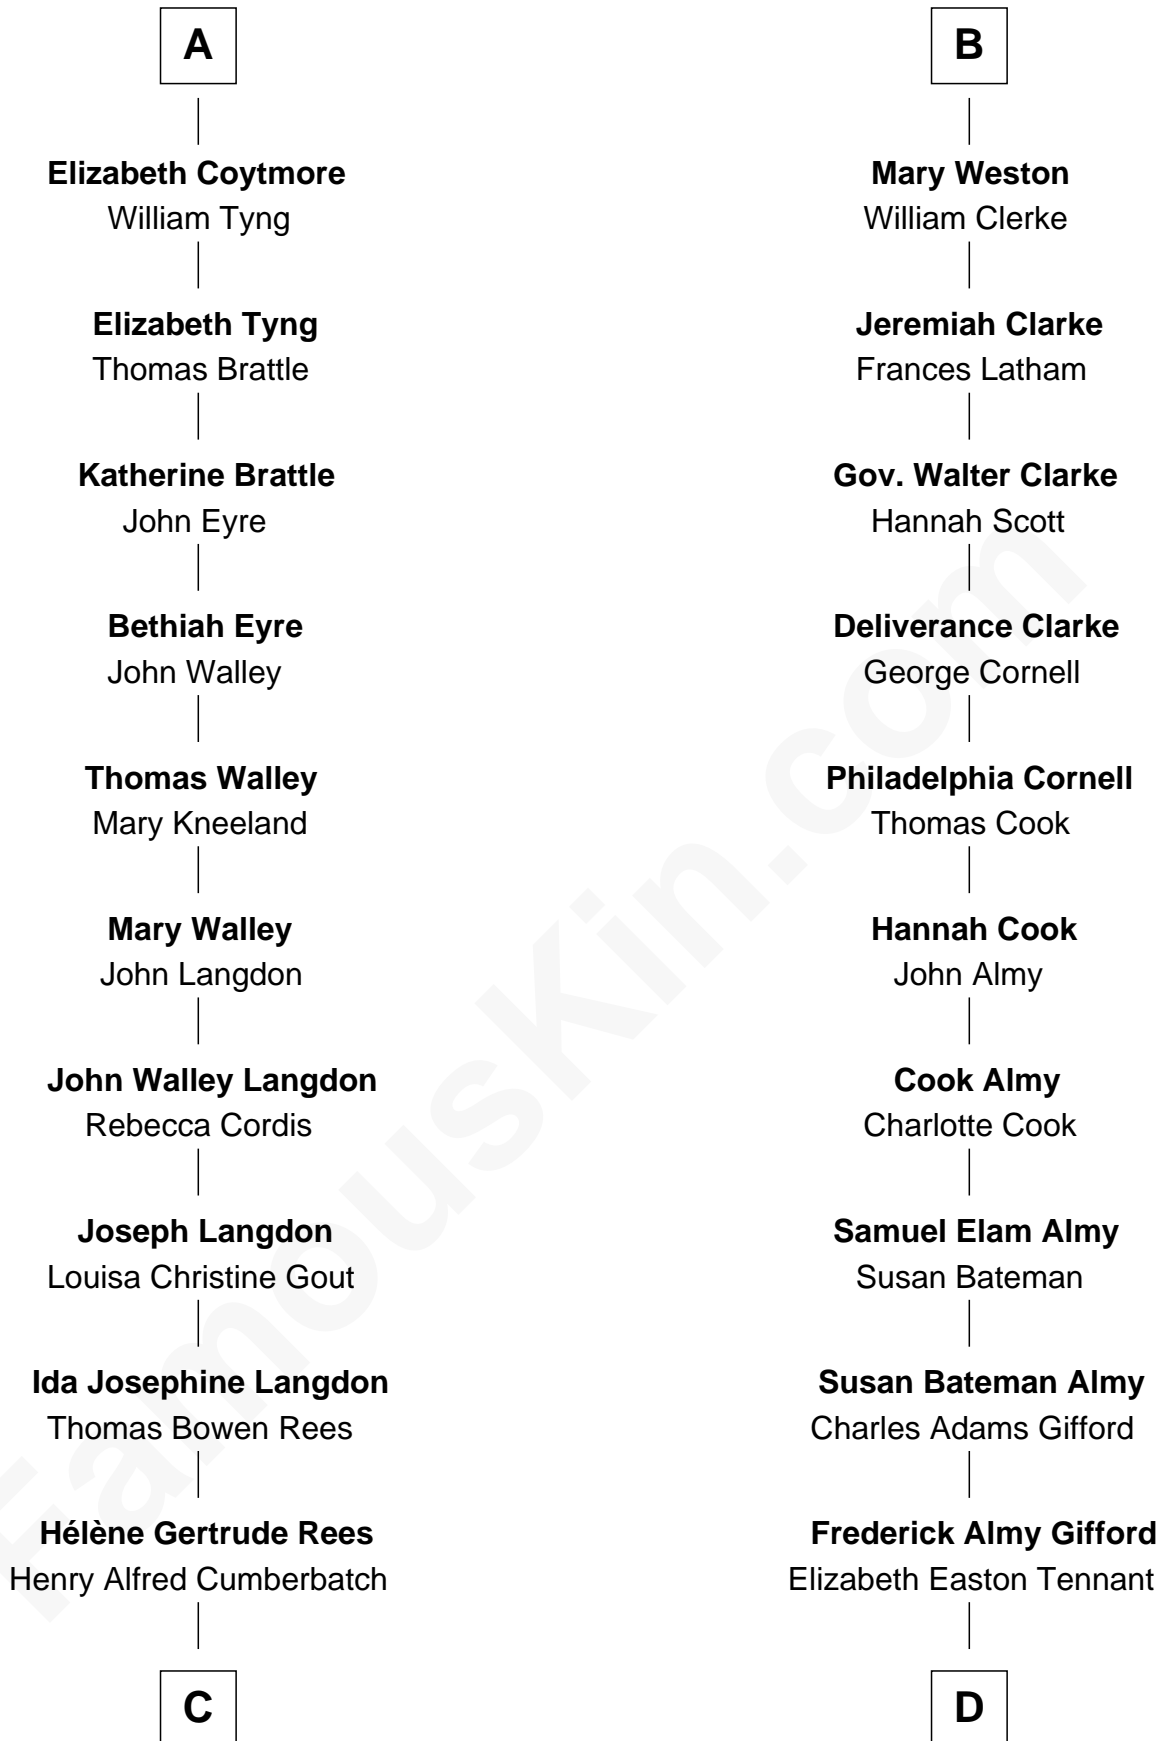 A
Elizabeth Coytmore
William Tyng
Elizabeth Tyng
Thomas Brattle
Katherine Brattle
John Eyre
Bethiah Eyre
John Walley
Thomas Walley
Mary Kneeland
Mary Walley
John Langdon
John Walley Langdon
Rebecca Cordis
Joseph Langdon
Louisa Christine Gout
Ida Josephine Langdon
Thomas Bowen Rees
Hélène Gertrude Rees
Henry Alfred Cumberbatch
C
B
Mary Weston
William Clerke
Jeremiah Clarke
Frances Latham
Gov. Walter Clarke
Hannah Scott
Deliverance Clarke
George Cornell
Philadelphia Cornell
Thomas Cook
Hannah Cook
John Almy
Cook Almy
Charlotte Cook
Samuel Elam Almy
Susan Bateman
Susan Bateman Almy
Charles Adams Gifford
Frederick Almy Gifford
Elizabeth Easton Tennant
D
FamousKin.com